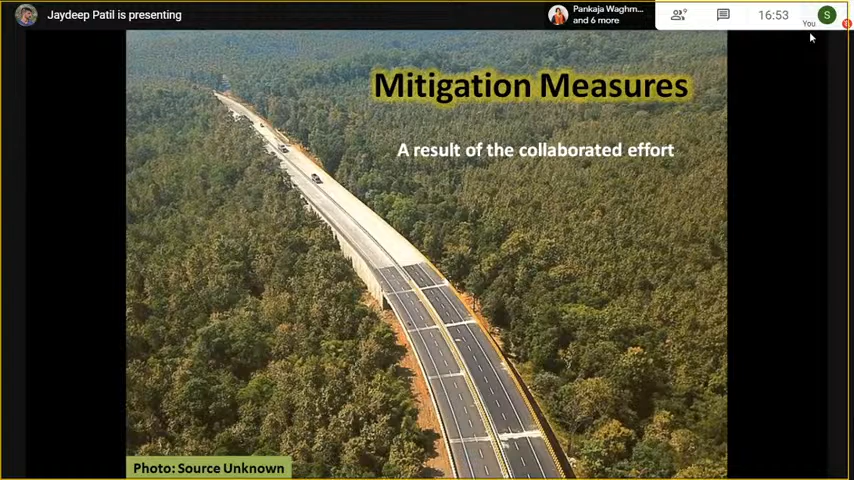 Jaydeep Patil is presenting
Pankaja Waghm...
and 6 more
16:53
You
S
Mitigation Measures
A result of the collaborated effort
Photo: Source Unknown